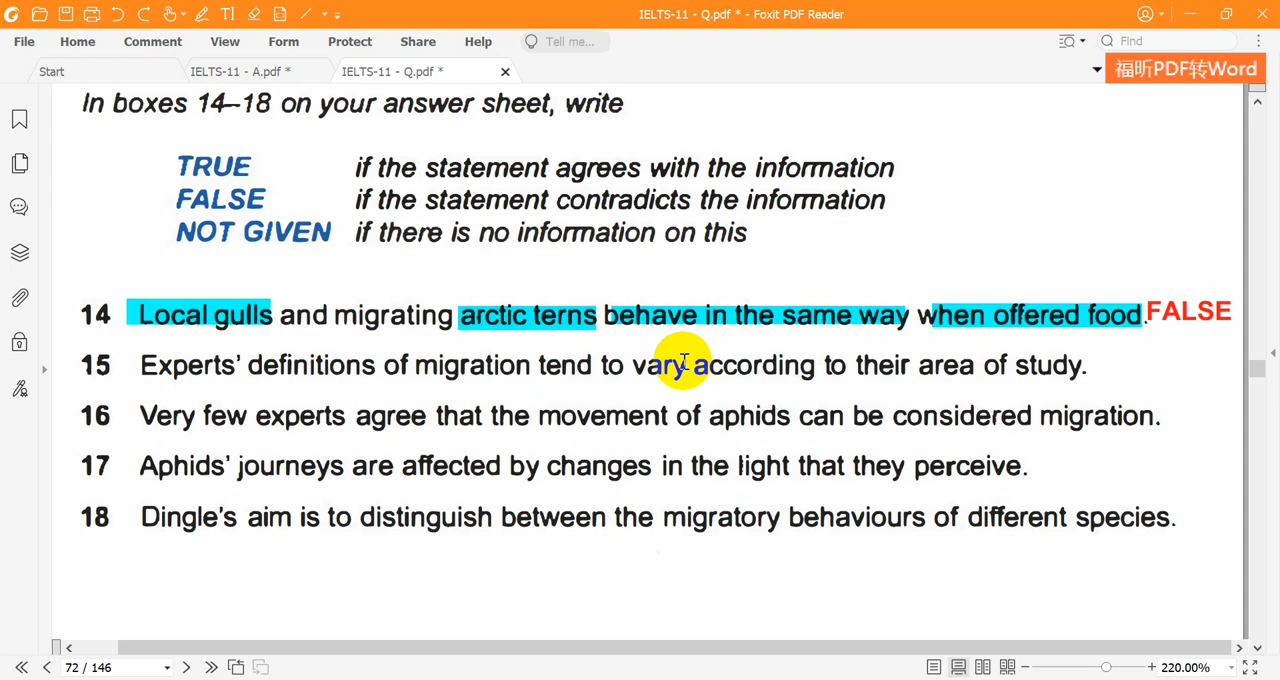 IELTS-11 - Q.pdf * - Foxit PDF Reader
File Home Comment View Form Protect Share Help Tell me... Find
Start IELTS-11 - A.pdf * IELTS-11 - Q.pdf * 福昕PDF转Word
In boxes 14–18 on your answer sheet, write
TRUE if the statement agrees with the information
FALSE if the statement contradicts the information
NOT GIVEN if there is no information on this
14 Local gulls and migrating arctic terns behave in the same way when offered food. FALSE
15 Experts' definitions of migration tend to vary according to their area of study.
16 Very few experts agree that the movement of aphids can be considered migration.
17 Aphids' journeys are affected by changes in the light that they perceive.
18 Dingle's aim is to distinguish between the migratory behaviours of different species.
72 / 146 220.00%